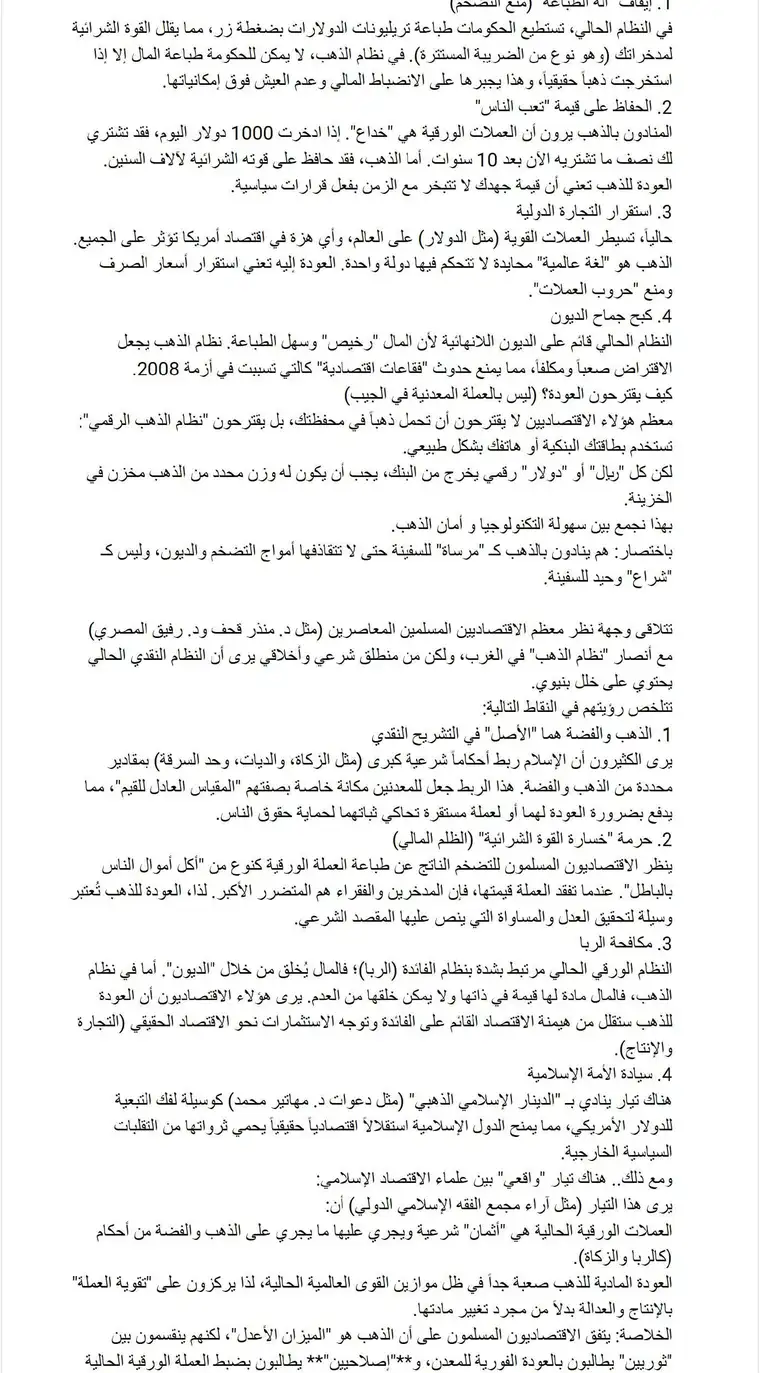 1. إيقاف "آلة الطباعة" (منع التضخم)
في النظام الحالي، تستطيع الحكومات طباعة تريليونات الدولارات بضغطة زر، مما يقلل القوة الشرائية
لمدخراتك (وهو نوع من الضريبة المستترة). في نظام الذهب، لا يمكن للحكومة طباعة المال إلا إذا
استخرجت ذهباً حقيقياً، وهذا يجبرها على الانضباط المالي وعدم العيش فوق إمكانياتها.
2. الحفاظ على قيمة "تعب الناس"
المنادون بالذهب يرون أن العملات الورقية هي "خداع". إذا ادخرت 1000 دولار اليوم، فقد تشتري
لك نصف ما تشتريه الآن بعد 10 سنوات. أما الذهب، فقد حافظ على قوته الشرائية لآلاف السنين.
العودة للذهب تعني أن قيمة جهدك لا تتبخر مع الزمن بفعل قرارات سياسية.
3. استقرار التجارة الدولية
حالياً، تسيطر العملات القوية (مثل الدولار) على العالم، وأي هزة في اقتصاد أمريكا تؤثر على الجميع.
الذهب هو "لغة عالمية" محايدة لا تتحكم فيها دولة واحدة. العودة إليه تعني استقرار أسعار الصرف
ومنع "حروب العملات".
4. كبح جماح الديون
النظام الحالي قائم على الديون اللانهائية لأن المال "رخيص" وسهل الطباعة. نظام الذهب يجعل
الاقتراض صعباً ومكلفاً، مما يمنع حدوث "فقاعات اقتصادية" كالتي تسببت في أزمة 2008.
كيف يقترحون العودة؟ (ليس بالعملة المعدنية في الجيب)
معظم هؤلاء الاقتصاديين لا يقترحون أن تحمل ذهباً في محفظتك، بل يقترحون "نظام الذهب الرقمي":
تستخدم بطاقتك البنكية أو هاتفك بشكل طبيعي.
لكن كل "ريال" أو "دولار" رقمي يخرج من البنك، يجب أن يكون له وزن محدد من الذهب مخزن في
الخزينة.
بهذا نجمع بين سهولة التكنولوجيا و أمان الذهب.
باختصار: هم ينادون بالذهب كـ "مرساة" للسفينة حتى لا تتقاذفها أمواج التضخم والديون، وليس كـ
"شراع" وحيد للسفينة.
تتلاقى وجهة نظر معظم الاقتصاديين المسلمين المعاصرين (مثل د. منذر قحف ود. رفيق المصري)
مع أنصار "نظام الذهب" في الغرب، ولكن من منطلق شرعي وأخلاقي يرى أن النظام النقدي الحالي
يحتوي على خلل بنيوي.
تتلخص رؤيتهم في النقاط التالية:
1. الذهب والفضة هما "الأصل" في التشريح النقدي
يرى الكثيرون أن الإسلام ربط أحكاماً شرعية كبرى (مثل الزكاة، والديات، وحد السرقة) بمقادير
محددة من الذهب والفضة. هذا الربط جعل للمعدنين مكانة خاصة بصفتهم "المقياس العادل للقيم"، مما
يدفع بضرورة العودة لهما أو لعملة مستقرة تحاكي ثباتهما لحماية حقوق الناس.
2. حرمة "خسارة القوة الشرائية" (الظلم المالي)
ينظر الاقتصاديون المسلمون للتضخم الناتج عن طباعة العملة الورقية كنوع من "أكل أموال الناس
بالباطل". عندما تفقد العملة قيمتها، فإن المدخرين والفقراء هم المتضرر الأكبر. لذا، العودة للذهب تُعتبر
وسيلة لتحقيق العدل والمساواة التي ينص عليها المقصد الشرعي.
3. مكافحة الربا
النظام الورقي الحالي مرتبط بشدة بنظام الفائدة (الربا)؛ فالمال يُخلق من خلال "الديون". أما في نظام
الذهب، فالمال مادة لها قيمة في ذاتها ولا يمكن خلقها من العدم. يرى هؤلاء الاقتصاديون أن العودة
للذهب ستقلل من هيمنة الاقتصاد القائم على الفائدة وتوجه الاستثمارات نحو الاقتصاد الحقيقي (التجارة
والإنتاج).
4. سيادة الأمة الإسلامية
هناك تيار ينادي بـ "الدينار الإسلامي الذهبي" (مثل دعوات د. مهاتير محمد) كوسيلة لفك التبعية
للدولار الأمريكي، مما يمنح الدول الإسلامية استقلالاً اقتصادياً حقيقياً يحمي ثرواتها من التقلبات
السياسية الخارجية.
ومع ذلك.. هناك تيار "واقعي" بين علماء الاقتصاد الإسلامي:
يرى هذا التيار (مثل آراء مجمع الفقه الإسلامي الدولي) أن:
العملات الورقية الحالية هي "أثمان" شرعية ويجري عليها ما يجري على الذهب والفضة من أحكام
(كالربا والزكاة).
العودة المادية للذهب صعبة جداً في ظل موازين القوى العالمية الحالية، لذا يركزون على "تقوية العملة"
بالإنتاج والعدالة بدلاً من مجرد تغيير مادتها.
الخلاصة: يتفق الاقتصاديون المسلمون على أن الذهب هو "الميزان الأعدل"، لكنهم ينقسمون بين
"ثوريين" يطالبون بالعودة الفورية للمعدن، و**"إصلاحيين"** يطالبون بضبط العملة الورقية الحالية